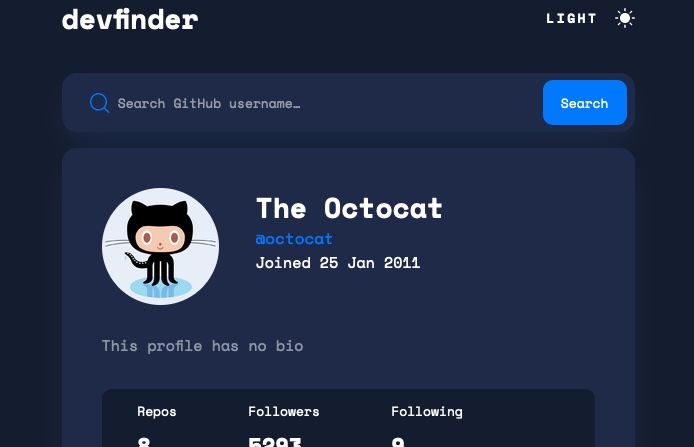 devfinder
LIGHT
Search GitHub username…
Search
The Octocat
@octocat
Joined 25 Jan 2011
This profile has no bio
Repos Followers Following
8 5293 9